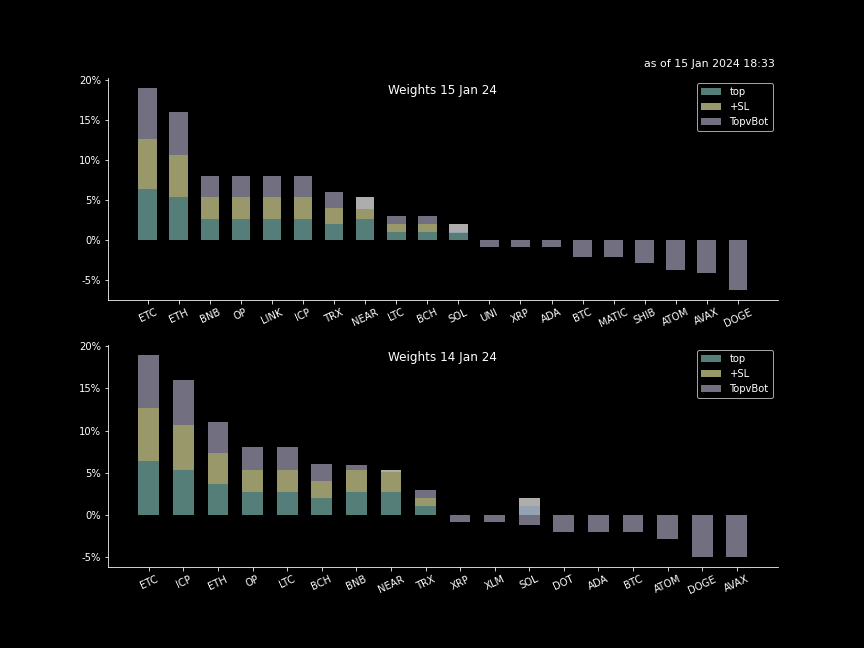 as of 15 Jan 2024 18:33
Weights 15 Jan 24
top
+SL
TopvBot
20%
15%
10%
5%
0%
-5%
ETC ETH BNB OP LINK ICP TRX NEAR LTC BCH SOL UNI XRP ADA BTC MATIC SHIB ATOM AVAX DOGE
Weights 14 Jan 24
top
+SL
TopvBot
20%
15%
10%
5%
0%
-5%
ETC ICP ETH OP LTC BCH BNB NEAR TRX XRP XLM SOL DOT ADA BTC ATOM DOGE AVAX